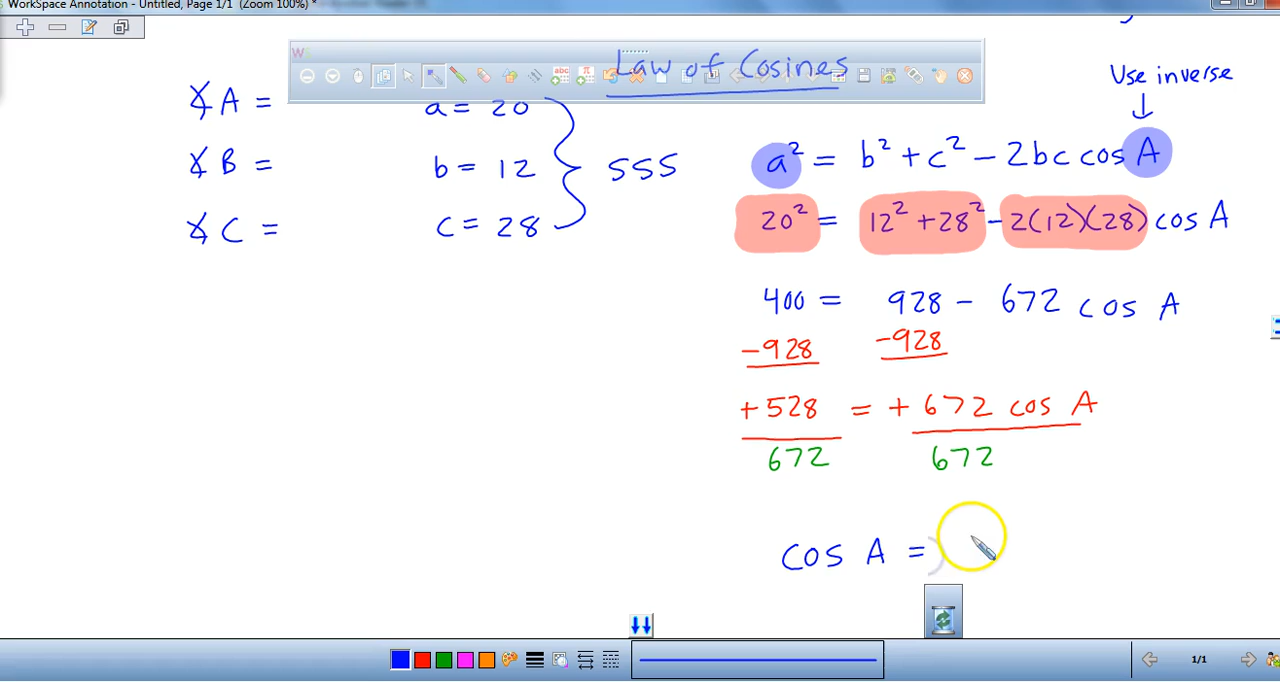 WorkSpace Annotation - Untitled, Page 1/1 (Zoom 100%) *
Law of Cosines
∡A =
a = 20
∡B =
b = 12
SSS
∡C =
c = 28
Use inverse
↓
a² = b² + c² - 2bc cos A
20² = 12² + 28² - 2(12)(28) cos A
400 = 928 - 672 cos A
-928 -928
+528 = +672 cos A
672 672
cos A =
1/1